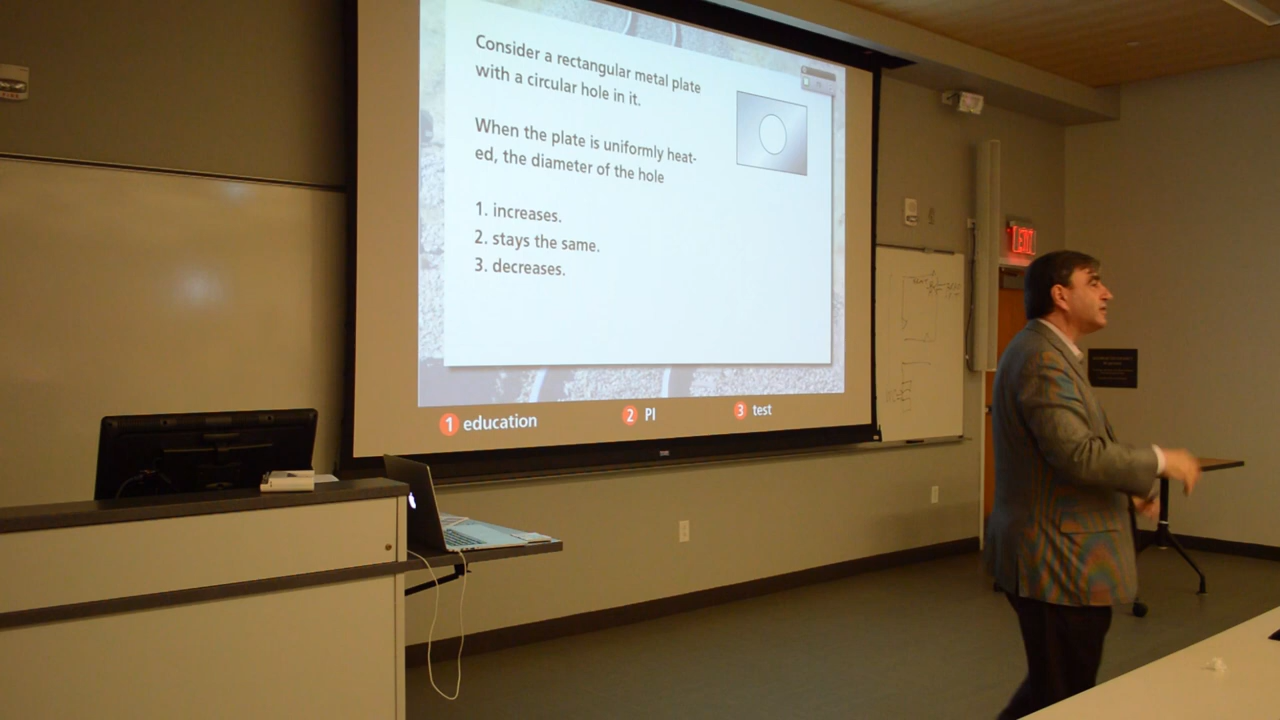 Consider a rectangular metal plate
with a circular hole in it.
When the plate is uniformly heat-
ed, the diameter of the hole
1. increases.
2. stays the same.
3. decreases.
1 education
2 PI
3 test
EXIT